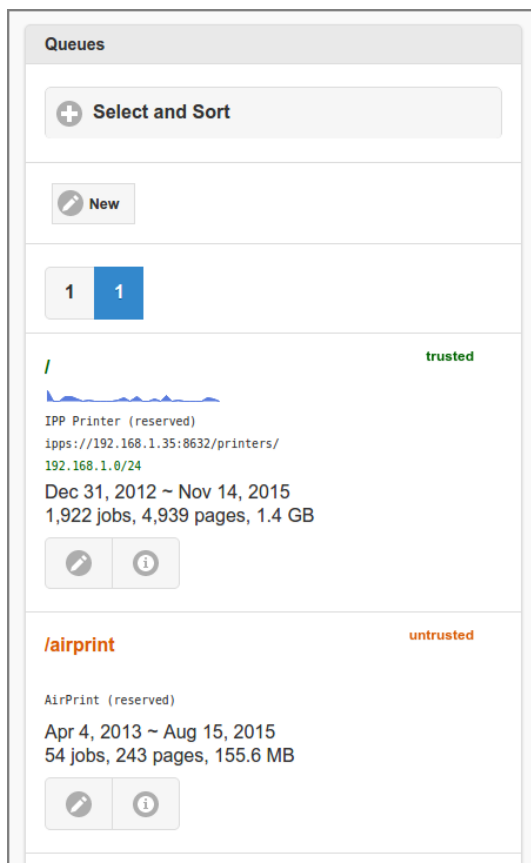 Queues
Select and Sort
New
1 1
/ trusted
IPP Printer (reserved)
ipps://192.168.1.35:8632/printers/
192.168.1.0/24
Dec 31, 2012 ~ Nov 14, 2015
1,922 jobs, 4,939 pages, 1.4 GB
/airprint untrusted
AirPrint (reserved)
Apr 4, 2013 ~ Aug 15, 2015
54 jobs, 243 pages, 155.6 MB